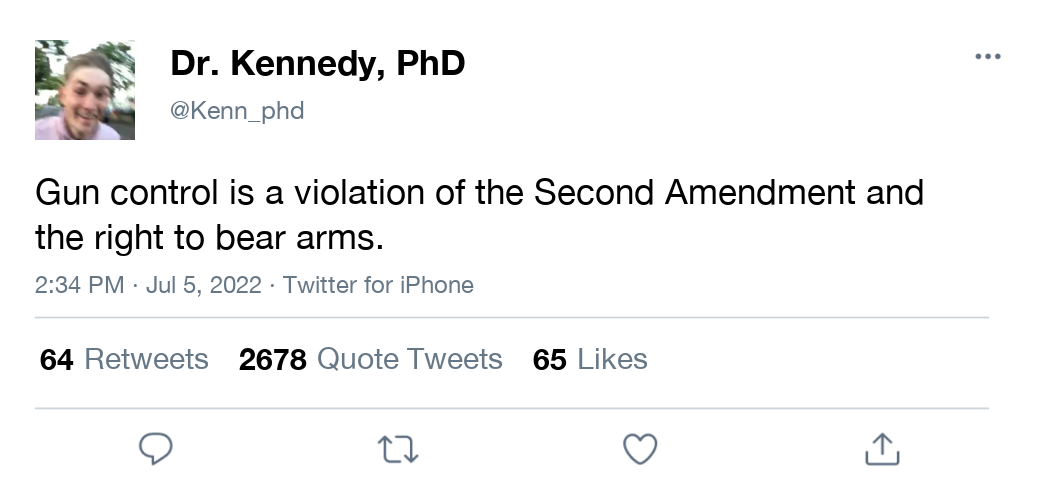 Dr. Kennedy, PhD
@Kenn_phd
Gun control is a violation of the Second Amendment and
the right to bear arms.
2:34 PM · Jul 5, 2022 · Twitter for iPhone
64 Retweets 2678 Quote Tweets 65 Likes